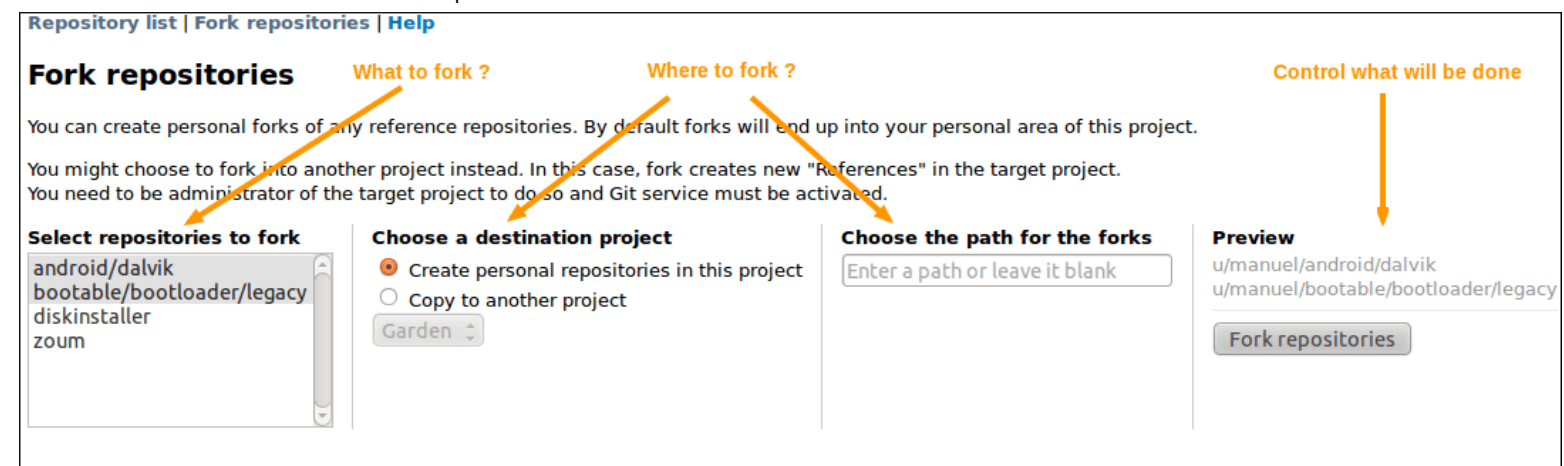 Repository list | Fork repositories | Help
Fork repositories
What to fork ?
Where to fork ?
Control what will be done
You can create personal forks of any reference repositories. By default forks will end up into your personal area of this project.
You might choose to fork into another project instead. In this case, fork creates new "References" in the target project.
You need to be administrator of the target project to do so and Git service must be activated.
Select repositories to fork
android/dalvik
bootable/bootloader/legacy
diskinstaller
zoum
Choose a destination project
Create personal repositories in this project
Copy to another project
Garden
Choose the path for the forks
Enter a path or leave it blank
Preview
u/manuel/android/dalvik
u/manuel/bootable/bootloader/legacy
Fork repositories